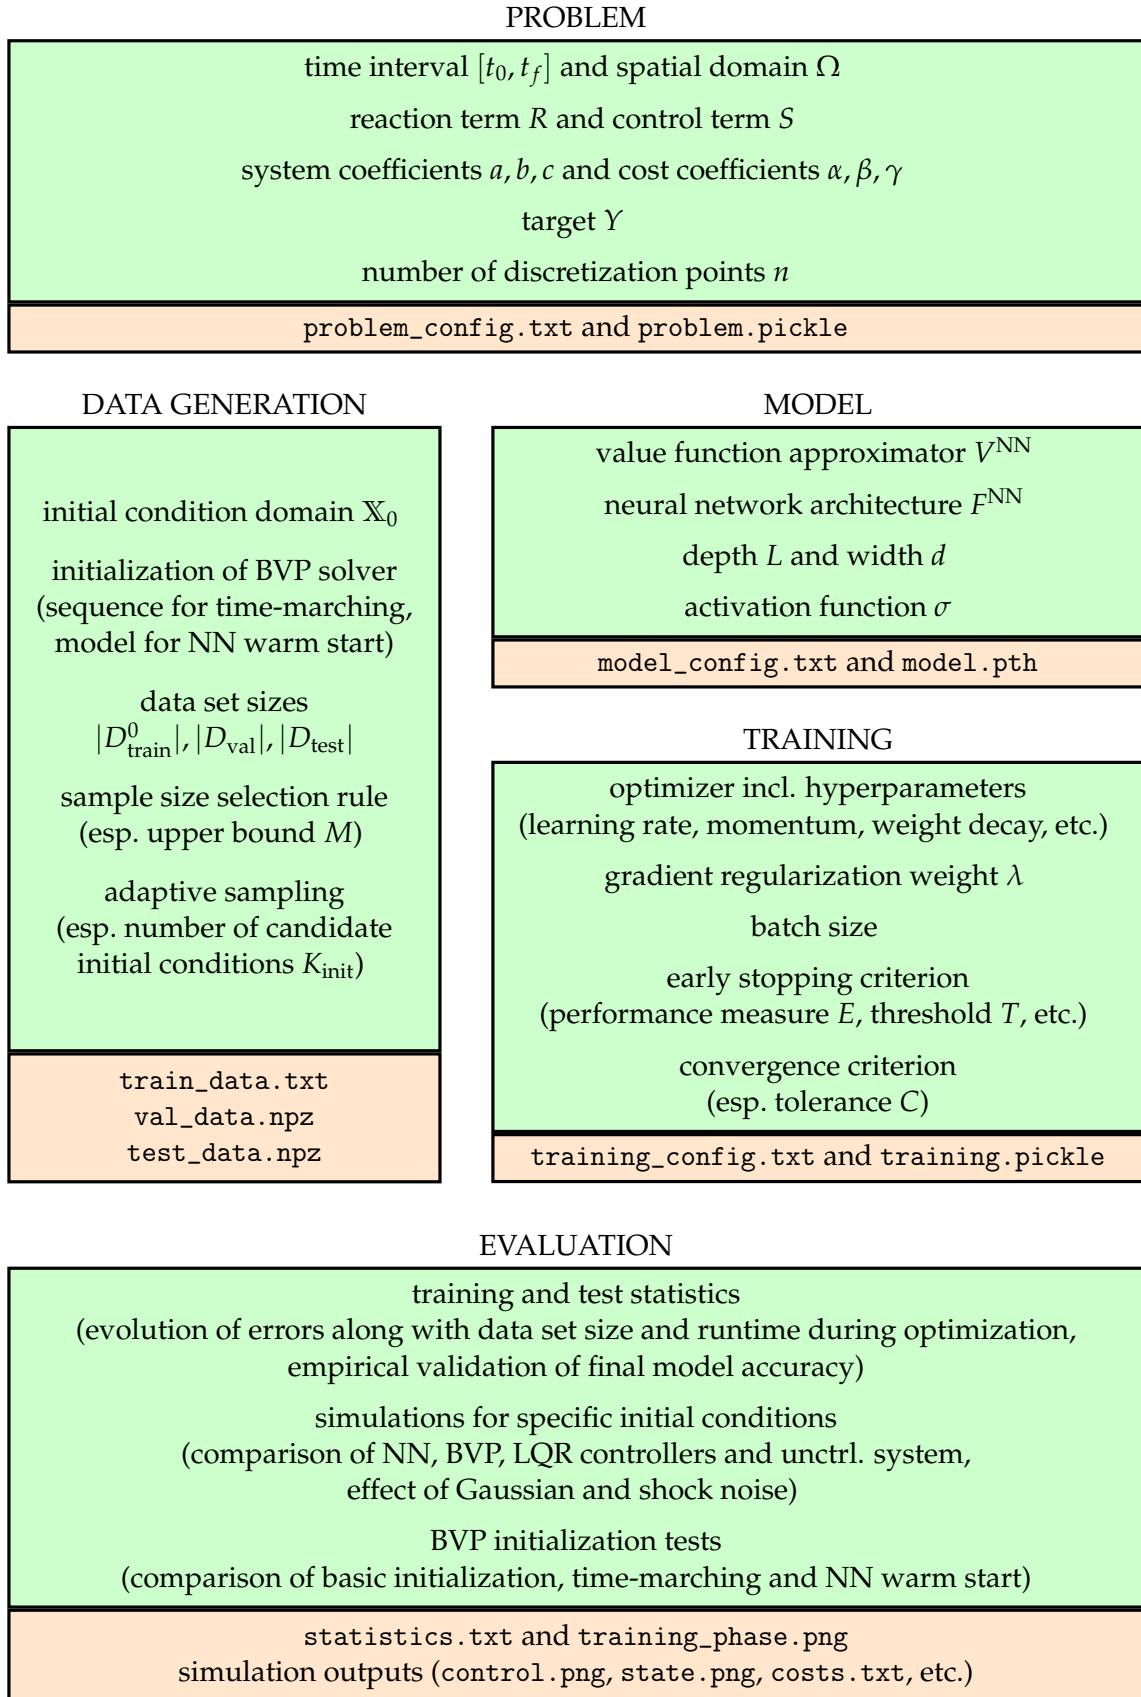 PROBLEM
time interval [t₀, t_f] and spatial domain Ω
reaction term R and control term S
system coefficients a, b, c and cost coefficients α, β, γ
target Y
number of discretization points n
problem_config.txt and problem.pickle
DATA GENERATION
initial condition domain 𝕏₀
initialization of BVP solver
(sequence for time-marching,
model for NN warm start)
data set sizes
|D⁰_train|, |D_val|, |D_test|
sample size selection rule
(esp. upper bound M)
adaptive sampling
(esp. number of candidate
initial conditions K_init)
train_data.txt
val_data.npz
test_data.npz
MODEL
value function approximator V^NN
neural network architecture F^NN
depth L and width d
activation function σ
model_config.txt and model.pth
TRAINING
optimizer incl. hyperparameters
(learning rate, momentum, weight decay, etc.)
gradient regularization weight λ
batch size
early stopping criterion
(performance measure E, threshold T, etc.)
convergence criterion
(esp. tolerance C)
training_config.txt and training.pickle
EVALUATION
training and test statistics
(evolution of errors along with data set size and runtime during optimization,
empirical validation of final model accuracy)
simulations for specific initial conditions
(comparison of NN, BVP, LQR controllers and unctrl. system,
effect of Gaussian and shock noise)
BVP initialization tests
(comparison of basic initialization, time-marching and NN warm start)
statistics.txt and training_phase.png
simulation outputs (control.png, state.png, costs.txt, etc.)